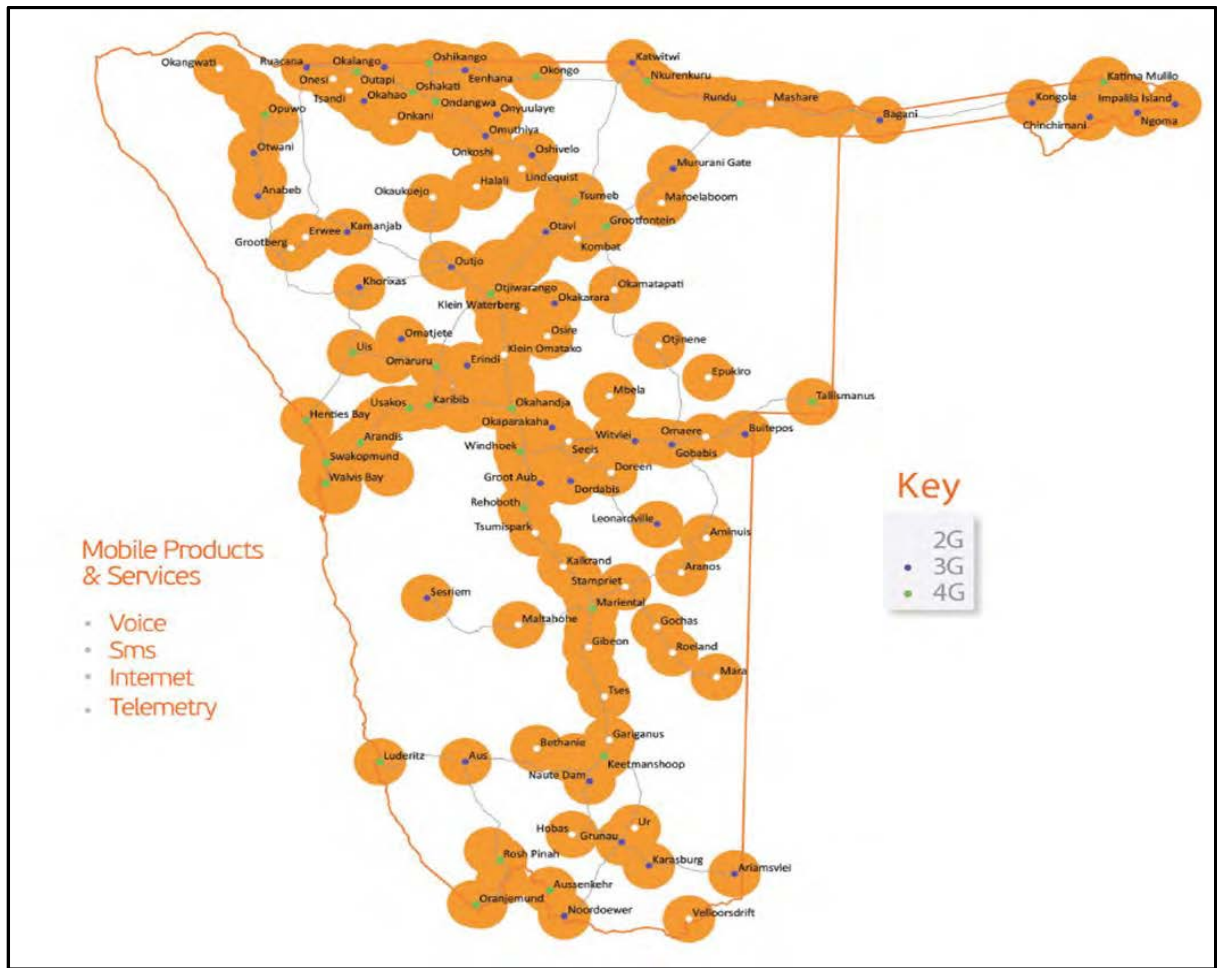 Okangwati
Ruacana
Okalango
Oshikango
Katwitwi
Onesi
Outapi
Eenhana
Okongo
Nkurenkuru
Katima Mulilo
Tsandi
Okahao
Oshakati
Ondangwa
Rundu
Mashare
Kongola
Impalila Island
Opuwo
Onkani
Onyuulaye
Bagani
Chinchimani
Ngoma
Omuthiya
Otwani
Onkoshi
Oshivelo
Lindequist
Mururani Gate
Anabeb
Okaukuejo
Halali
Tsumeb
Maroelaboom
Grootberg
Erwee
Kamanjab
Otavi
Grootfontein
Kombat
Outjo
Khorixas
Otjiwarango
Okamatapati
Klein Waterberg
Okakarara
Omatjete
Osire
Uis
Klein Omatako
Otjinene
Omaruru
Erindi
Epukiro
Mbela
Usakos
Karibib
Okahandja
Tallismanus
Henties Bay
Okaparakaha
Arandis
Windhoek
Seeis
Witvlei
Omaere
Buitepos
Gobabis
Swakopmund
Walvis Bay
Groot Aub
Dordabis
Doreen
Key
Rehoboth
Leonardville
Tsumispark
Aminuis
2G
3G
4G
Mobile Products
& Services
Kalkrand
Stampriet
Aranos
Sesriem
Mariental
Voice
Maltahohe
Gochas
Sms
Gibeon
Roeland
Internet
Mara
Tses
Telemetry
Gariganus
Luderitz
Aus
Bethanie
Keetmanshoop
Naute Dam
Hobas
Grunau
Ur
Rosh Pinah
Karasburg
Ariamsvlei
Aussenkehr
Oranjemund
Noordoewer
Velloorsdrift